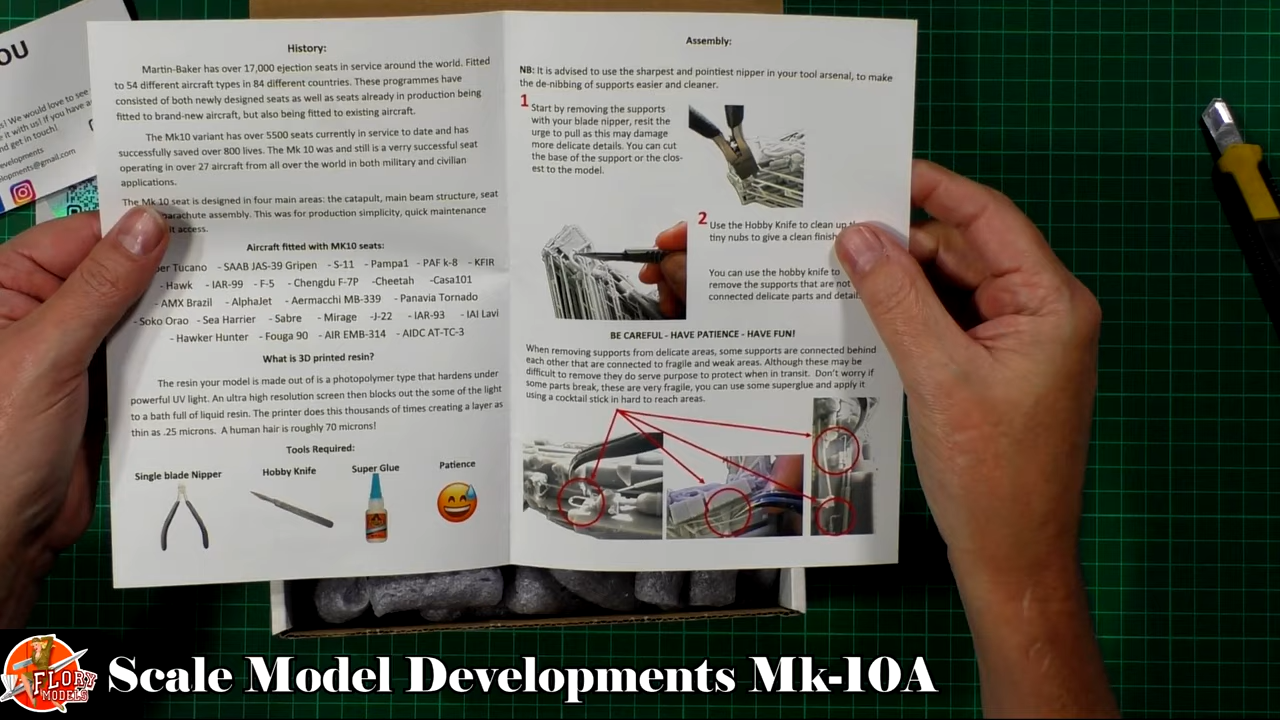 OU
s! We would love to see
e it with us! If you have a
nd get in touch!
evelopments
elopments@gmail.com
History:
Martin-Baker has over 17,000 ejection seats in service around the world. Fitted
to 54 different aircraft types in 84 different countries. These programmes have
consisted of both newly designed seats as well as seats already in production being
fitted to brand-new aircraft, but also being fitted to existing aircraft.
The Mk10 variant has over 5500 seats currently in service to date and has
successfully saved over 800 lives. The Mk 10 was and still is a verry successful seat
operating in over 27 aircraft from all over the world in both military and civilian
applications.
The Mk 10 seat is designed in four main areas: the catapult, main beam structure, seat
parachute assembly. This was for production simplicity, quick maintenance
it access.
Aircraft fitted with MK10 seats:
per Tucano - SAAB JAS-39 Gripen - S-11 - Pampa1 - PAF k-8 - KFIR
- Hawk - IAR-99 - F-5 - Chengdu F-7P -Cheetah -Casa101
- AMX Brazil - AlphaJet - Aermacchi MB-339 - Panavia Tornado
- Soko Orao - Sea Harrier - Sabre - Mirage -J-22 - IAR-93 - IAI Lavi
- Hawker Hunter - Fouga 90 - AIR EMB-314 - AIDC AT-TC-3
What is 3D printed resin?
The resin your model is made out of is a photopolymer type that hardens under
powerful UV light. An ultra high resolution screen then blocks out the some of the light
to a bath full of liquid resin. The printer does this thousands of times creating a layer as
thin as .25 microns. A human hair is roughly 70 microns!
Tools Required:
Single blade Nipper Hobby Knife Super Glue Patience
Assembly:
NB: It is advised to use the sharpest and pointiest nipper in your tool arsenal, to make
the de-nibbing of supports easier and cleaner.
1 Start by removing the supports
with your blade nipper, resit the
urge to pull as this may damage
more delicate details. You can cut
the base of the support or the clos-
est to the model.
2 Use the Hobby Knife to clean up
tiny nubs to give a clean finish
You can use the hobby knife to
remove the supports that are not
connected delicate parts and detail
BE CAREFUL - HAVE PATIENCE - HAVE FUN!
When removing supports from delicate areas, some supports are connected behind
each other that are connected to fragile and weak areas. Although these may be
difficult to remove they do serve purpose to protect when in transit. Don't worry if
some parts break, these are very fragile, you can use some superglue and apply it
using a cocktail stick in hard to reach areas.
FLORY
MODELS
Scale Model Developments Mk-10A